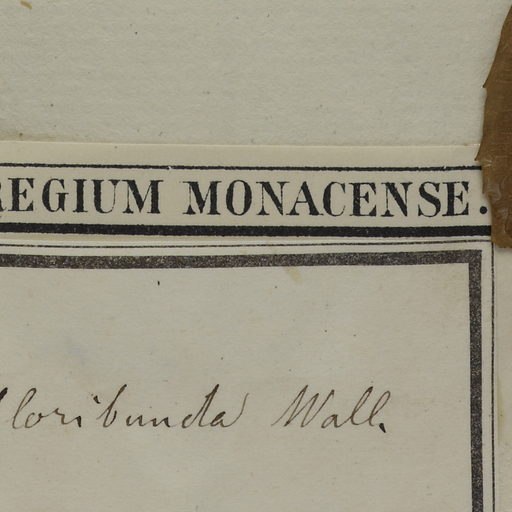 REGIUM MONACENSE.
floribunda Wall.